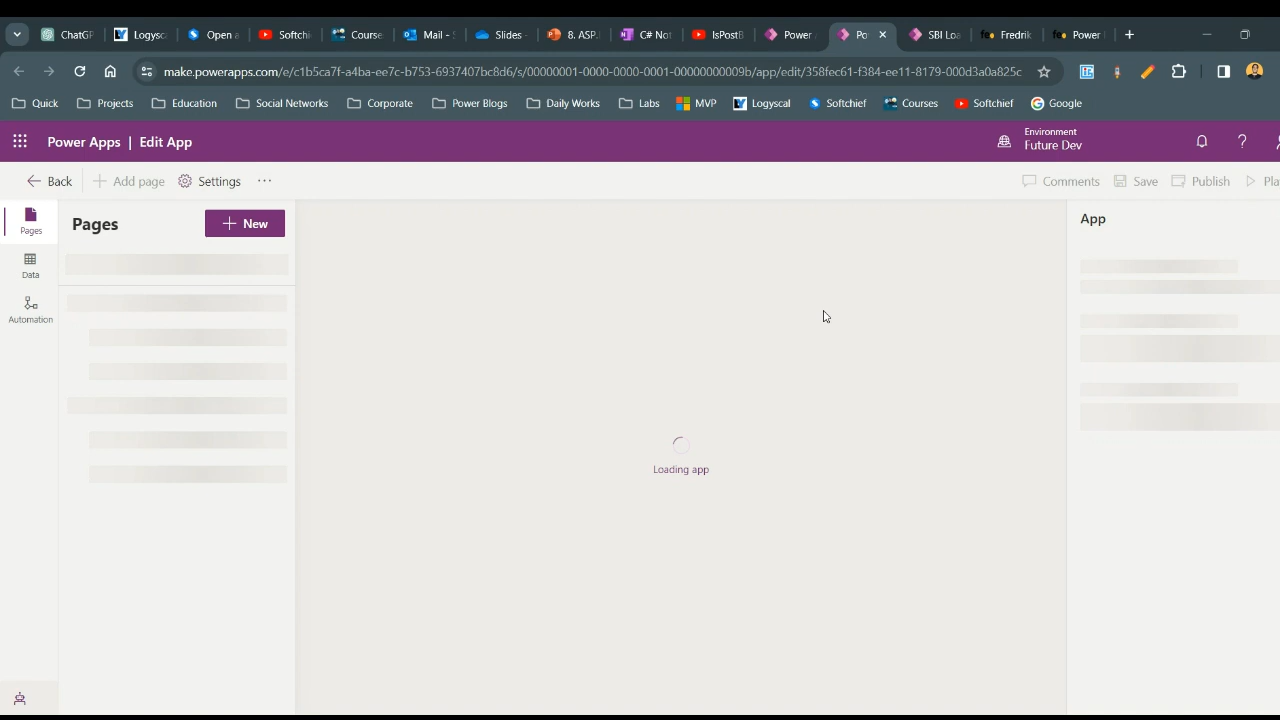 ChatGP
Logysc
Open a
Softchi
Course
Mail - S
Slides -
8. ASP.I
C# Not
IsPostB
Power A
Po
SBI Loa
Fredrik
Power I
make.powerapps.com/e/c1b5ca7f-a4ba-ee7c-b753-6937407bc8d6/s/00000001-0000-0000-0001-00000000009b/app/edit/358fec61-f384-ee11-8179-000d3a0a825c
Quick
Projects
Education
Social Networks
Corporate
Power Blogs
Daily Works
Labs
MVP
Logyscal
Softchief
Courses
Softchief
Google
Power Apps | Edit App
Environment
Future Dev
Back
Add page
Settings
Comments
Save
Publish
Pla
Pages
Data
Automation
Pages
New
Loading app
App